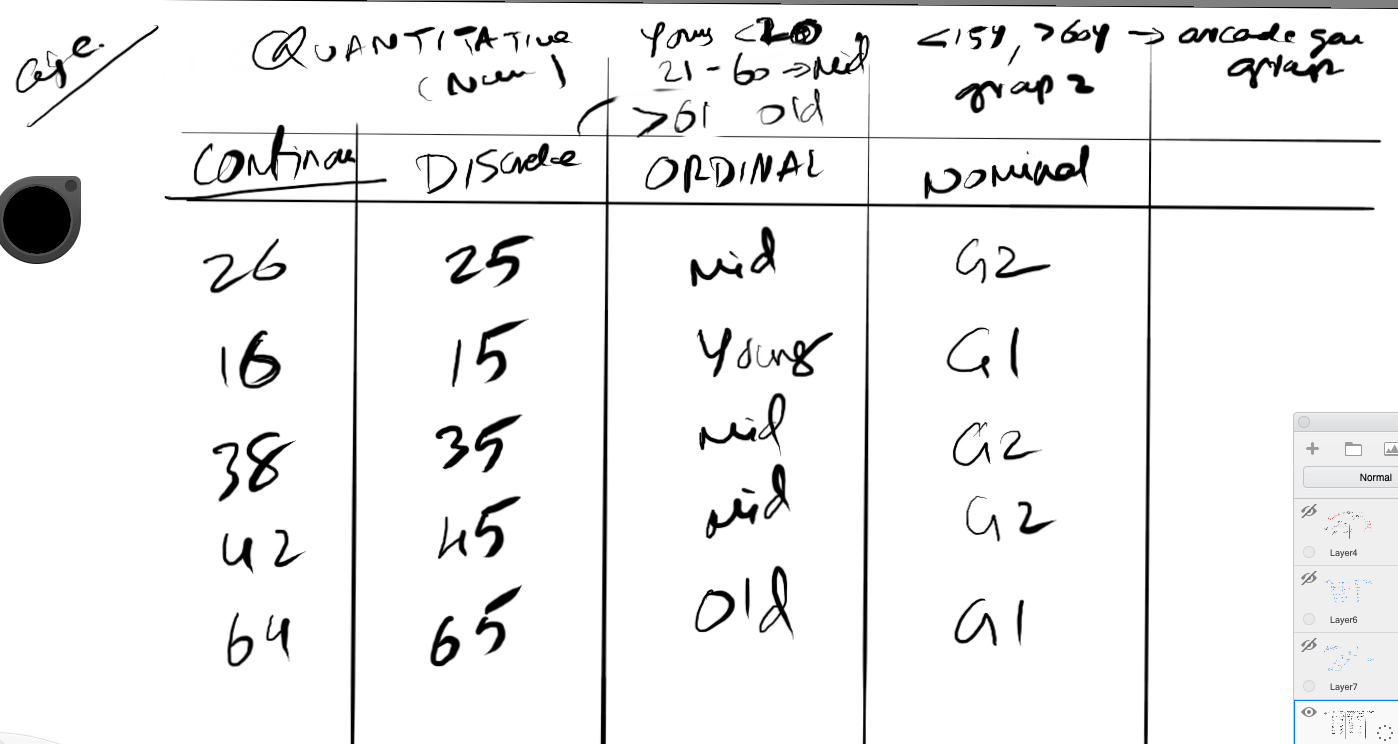 age.
QUANTITATIVE
(Num)
Young <20
21 - 60 → Mid
>61 Old
<15y, >60y → arcade game
group 2
group
Continou
Discrete
ORDINAL
Nominal
26 25 Mid G2
16 15 Young G1
38 35 Mid G2
42 45 Mid G2
64 65 Old G1
Normal
Layer4
Layer6
Layer7